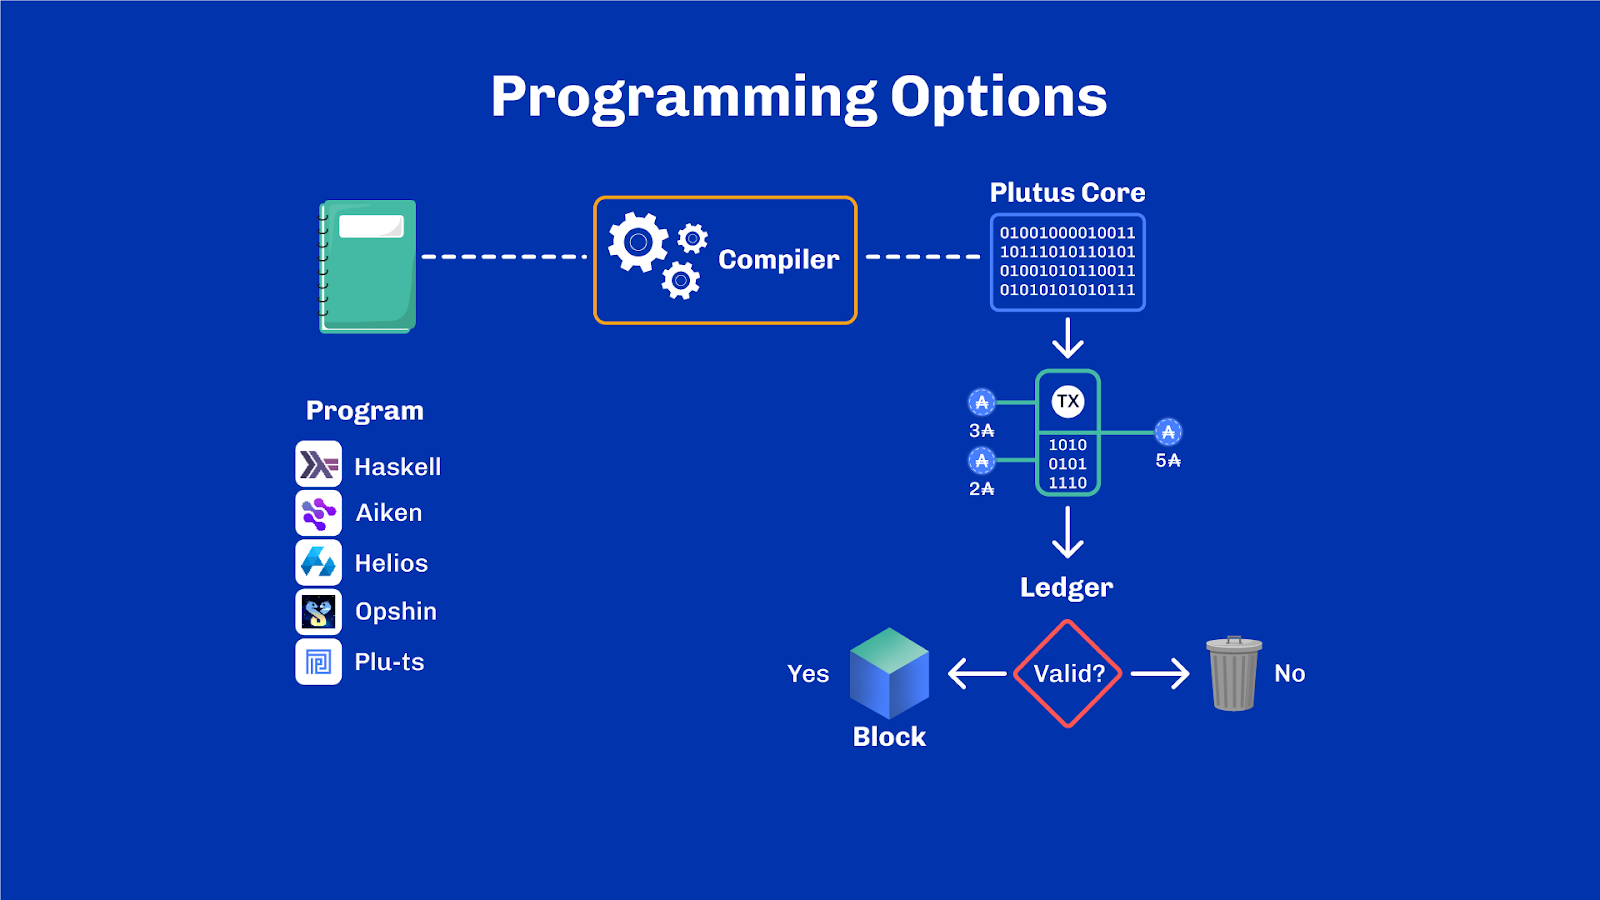 Programming Options
Plutus Core
01001000010011
10111010110101
01001010110011
01010101010111
Compiler
TX
3₳
1010
0101
1110
5₳
2₳
Program
Haskell
Aiken
Helios
Opshin
Plu-ts
Ledger
Yes
Valid?
No
Block